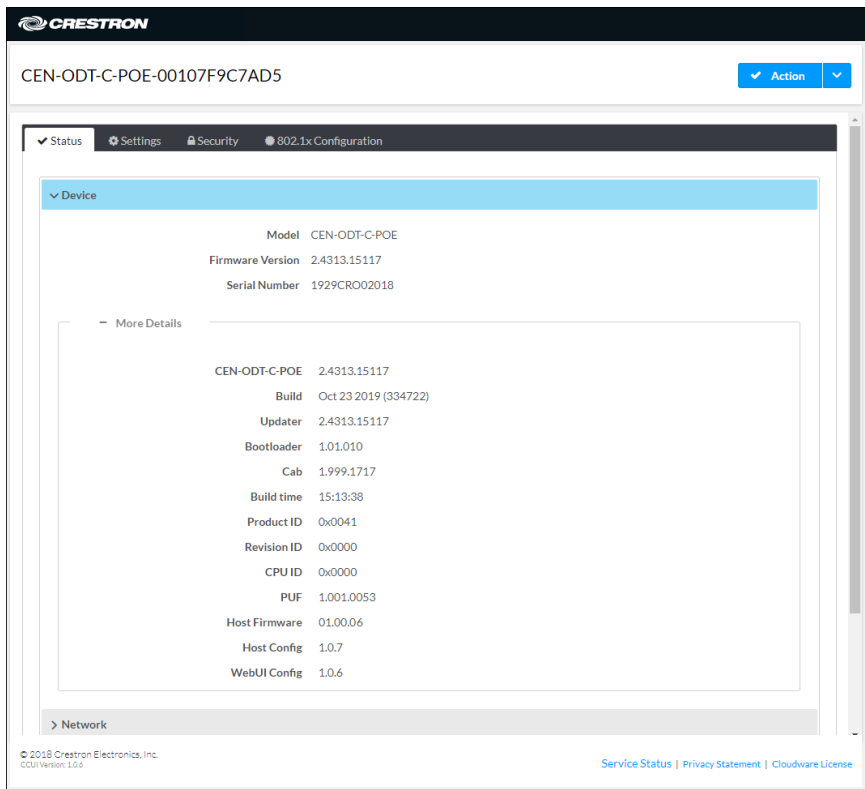 CRESTRON
CEN-ODT-C-POE-00107F9C7AD5
Action
Status Settings Security 802.1x Configuration
Device
Model CEN-ODT-C-POE
Firmware Version 2.4313.15117
Serial Number 1929CRO02018
More Details
CEN-ODT-C-POE 2.4313.15117
Build Oct 23 2019 (334722)
Updater 2.4313.15117
Bootloader 1.01.010
Cab 1.999.1717
Build time 15:13:38
Product ID 0x0041
Revision ID 0x0000
CPU ID 0x0000
PUF 1.001.0053
Host Firmware 01.00.06
Host Config 1.0.7
WebUI Config 1.0.6
Network
© 2018 Crestron Electronics, Inc.
CCUI Version: 1.0.6
Service Status | Privacy Statement | Cloudware License